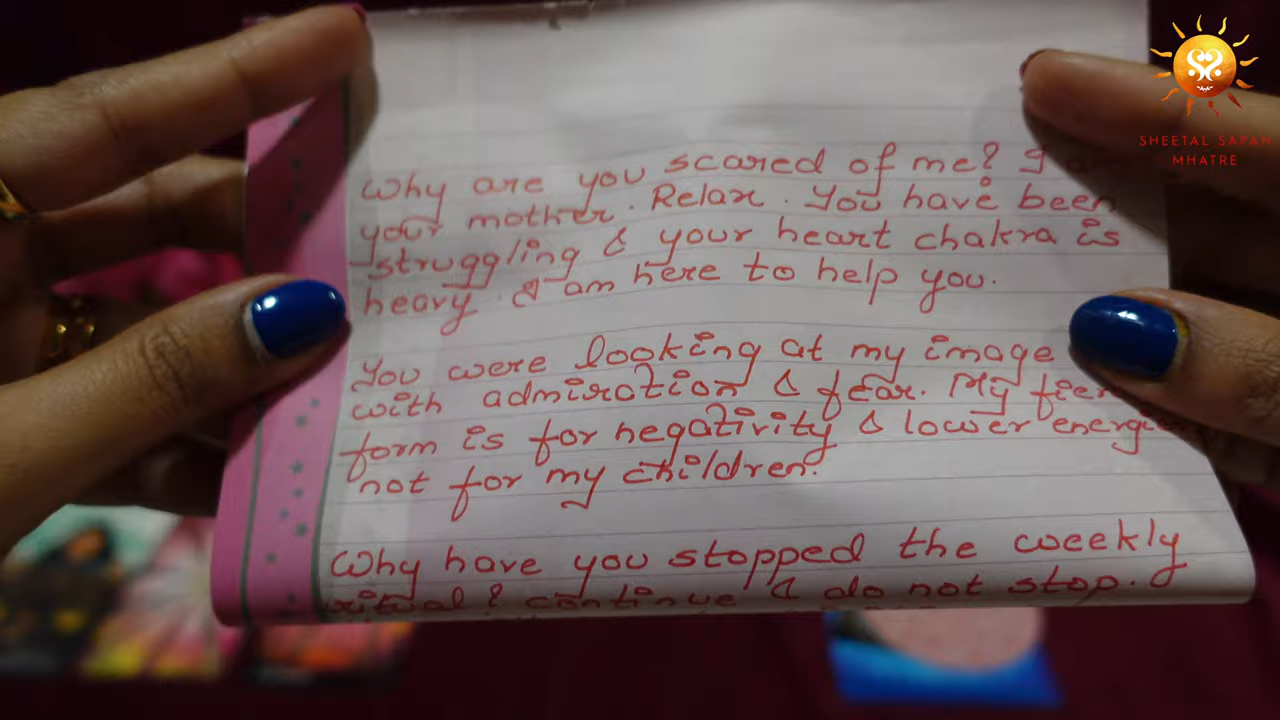 Why are you scared of me? I
your mother. Relax. You have been
struggling & your heart chakra is
heavy. I am here to help you.
You were looking at my image
with admiration & fear. My
form is for negativity & lower
not for my children.
Why have you stopped the weekly
ritual? continue & do not stop.
SHEETAL SAPAN
MHATRE